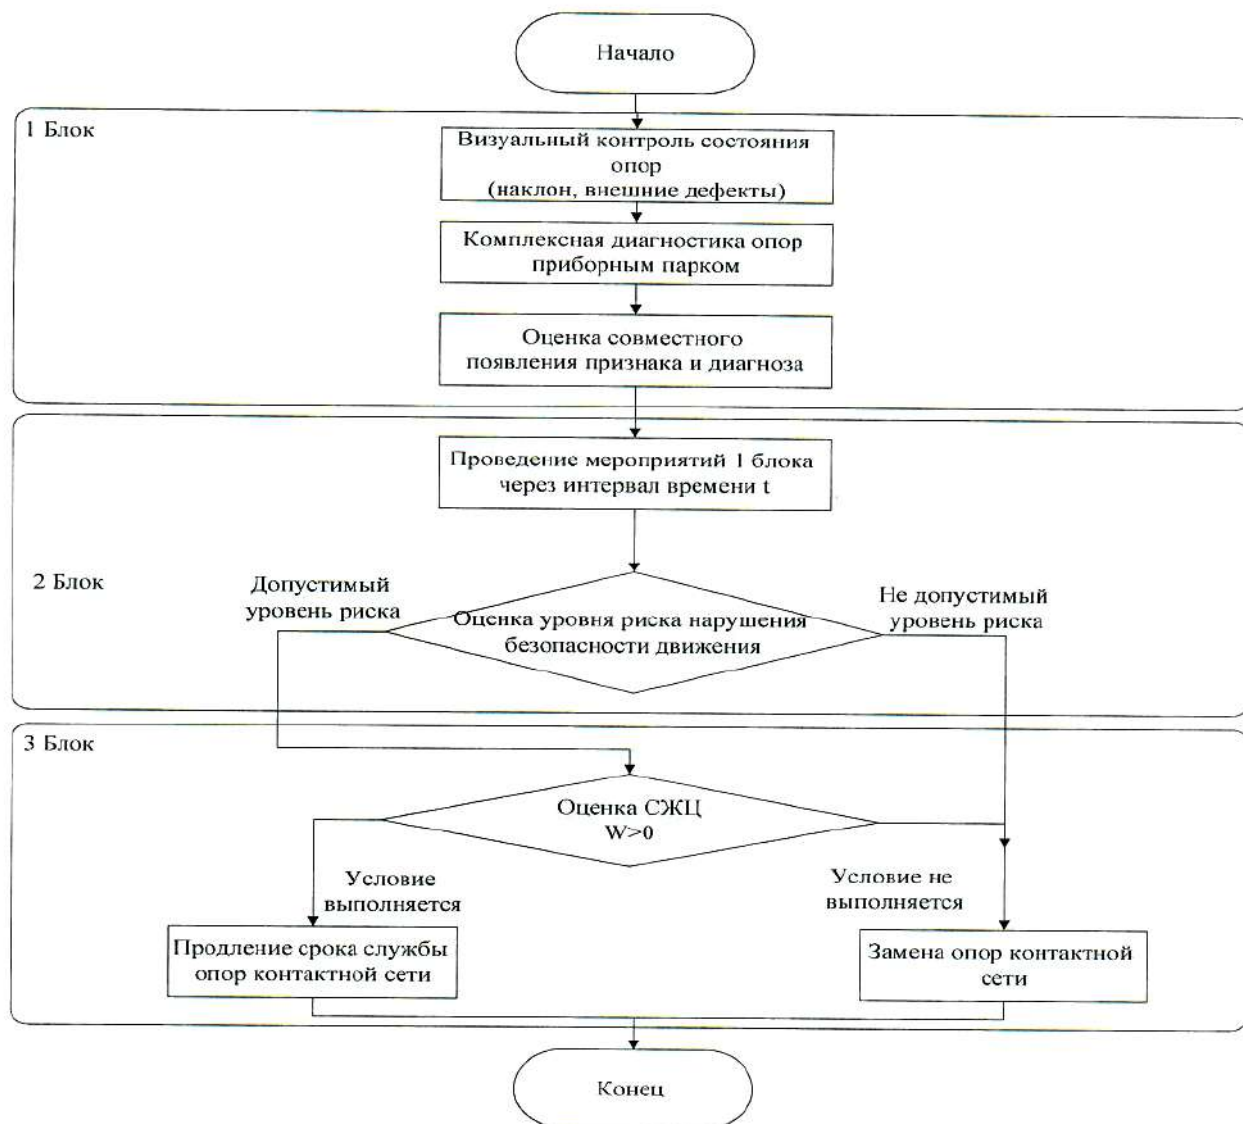 Начало
1 Блок
Визуальный контроль состояния
опор
(наклон, внешние дефекты)
Комплексная диагностика опор
приборным парком
Оценка совместного
появления признака и диагноза
Проведение мероприятий 1 блока
через интервал времени t
2 Блок
Допустимый
уровень риска
Оценка уровня риска нарушения
безопасности движения
Не допустимый
уровень риска
3 Блок
Оценка СЖЦ
W>0
Условие
выполняется
Условие не
выполняется
Продление срока службы
опор контактной сети
Замена опор контактной
сети
Конец